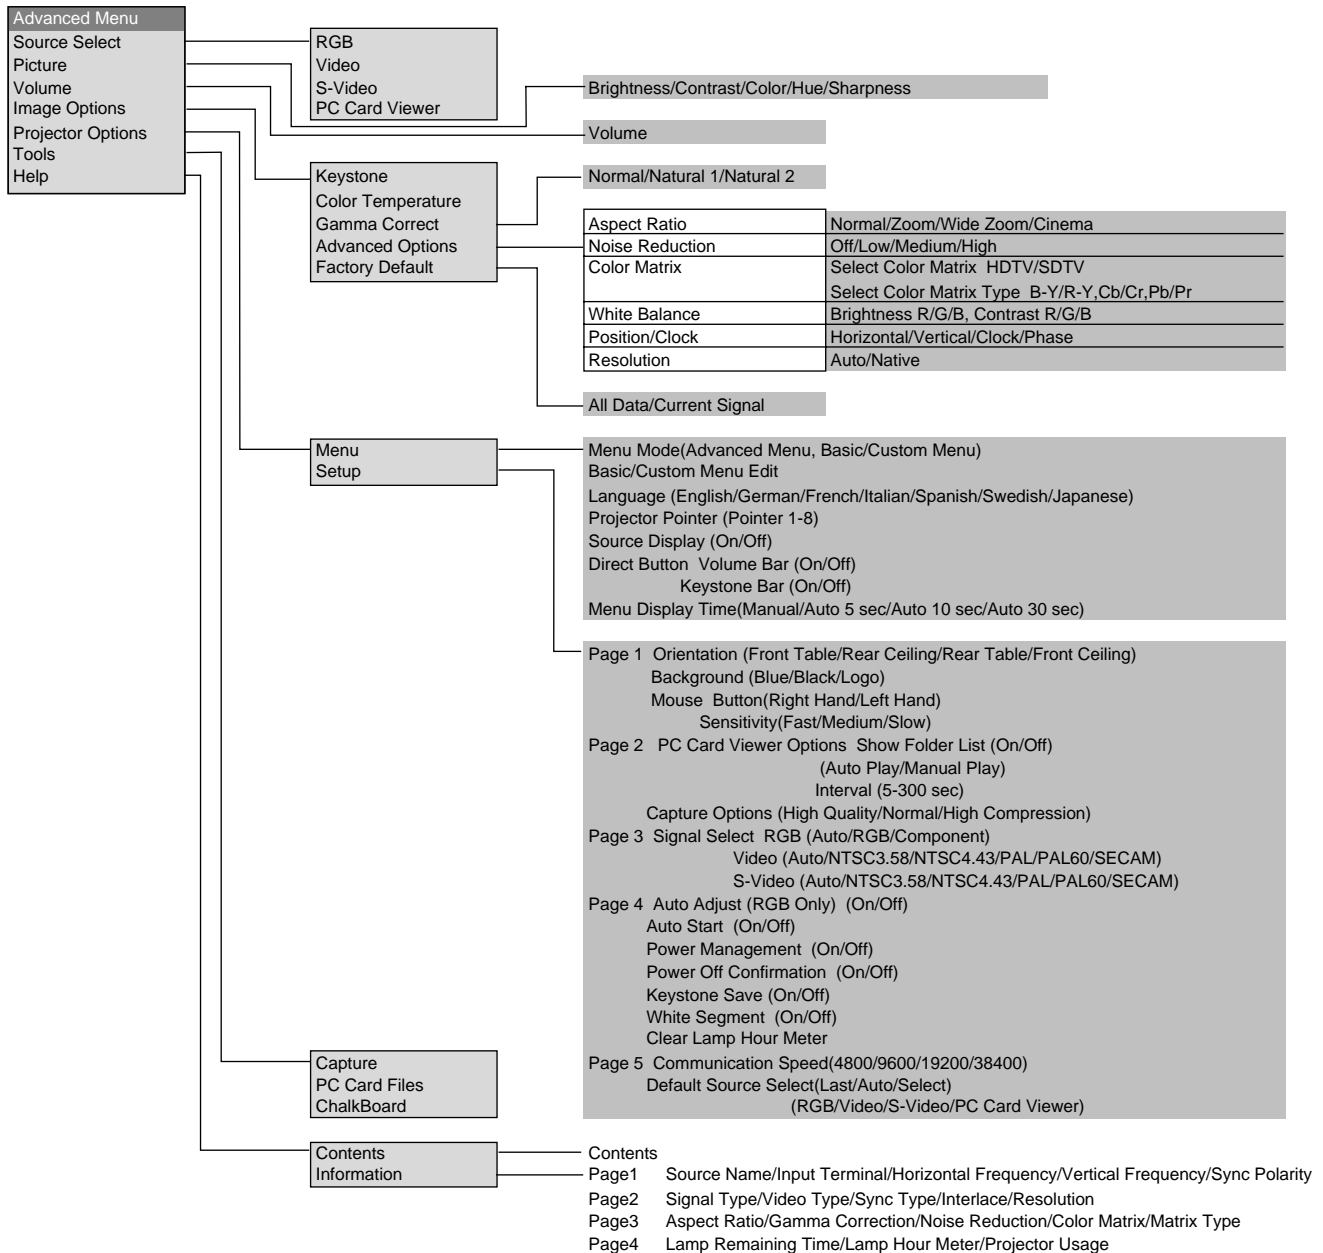 Advanced Menu
Source Select
Picture
Volume
Image Options
Projector Options
Tools
Help
RGB
Video
S-Video
PC Card Viewer
Brightness/Contrast/Color/Hue/Sharpness
Volume
Keystone
Color Temperature
Gamma Correct
Advanced Options
Factory Default
Normal/Natural 1/Natural 2
Aspect Ratio Normal/Zoom/Wide Zoom/Cinema
Noise Reduction Off/Low/Medium/High
Color Matrix Select Color Matrix HDTV/SDTV
Select Color Matrix Type B-Y/R-Y,Cb/Cr,Pb/Pr
White Balance Brightness R/G/B, Contrast R/G/B
Position/Clock Horizontal/Vertical/Clock/Phase
Resolution Auto/Native
All Data/Current Signal
Menu
Setup
Menu Mode(Advanced Menu, Basic/Custom Menu)
Basic/Custom Menu Edit
Language (English/German/French/Italian/Spanish/Swedish/Japanese)
Projector Pointer (Pointer 1-8)
Source Display (On/Off)
Direct Button Volume Bar (On/Off)
Keystone Bar (On/Off)
Menu Display Time(Manual/Auto 5 sec/Auto 10 sec/Auto 30 sec)
Page 1 Orientation (Front Table/Rear Ceiling/Rear Table/Front Ceiling)
Background (Blue/Black/Logo)
Mouse Button(Right Hand/Left Hand)
Sensitivity(Fast/Medium/Slow)
Page 2 PC Card Viewer Options Show Folder List (On/Off)
(Auto Play/Manual Play)
Interval (5-300 sec)
Capture Options (High Quality/Normal/High Compression)
Page 3 Signal Select RGB (Auto/RGB/Component)
Video (Auto/NTSC3.58/NTSC4.43/PAL/PAL60/SECAM)
S-Video (Auto/NTSC3.58/NTSC4.43/PAL/PAL60/SECAM)
Page 4 Auto Adjust (RGB Only) (On/Off)
Auto Start (On/Off)
Power Management (On/Off)
Power Off Confirmation (On/Off)
Keystone Save (On/Off)
White Segment (On/Off)
Clear Lamp Hour Meter
Page 5 Communication Speed(4800/9600/19200/38400)
Default Source Select(Last/Auto/Select)
(RGB/Video/S-Video/PC Card Viewer)
Capture
PC Card Files
ChalkBoard
Contents
Information
Contents
Page1 Source Name/Input Terminal/Horizontal Frequency/Vertical Frequency/Sync Polarity
Page2 Signal Type/Video Type/Sync Type/Interlace/Resolution
Page3 Aspect Ratio/Gamma Correction/Noise Reduction/Color Matrix/Matrix Type
Page4 Lamp Remaining Time/Lamp Hour Meter/Projector Usage